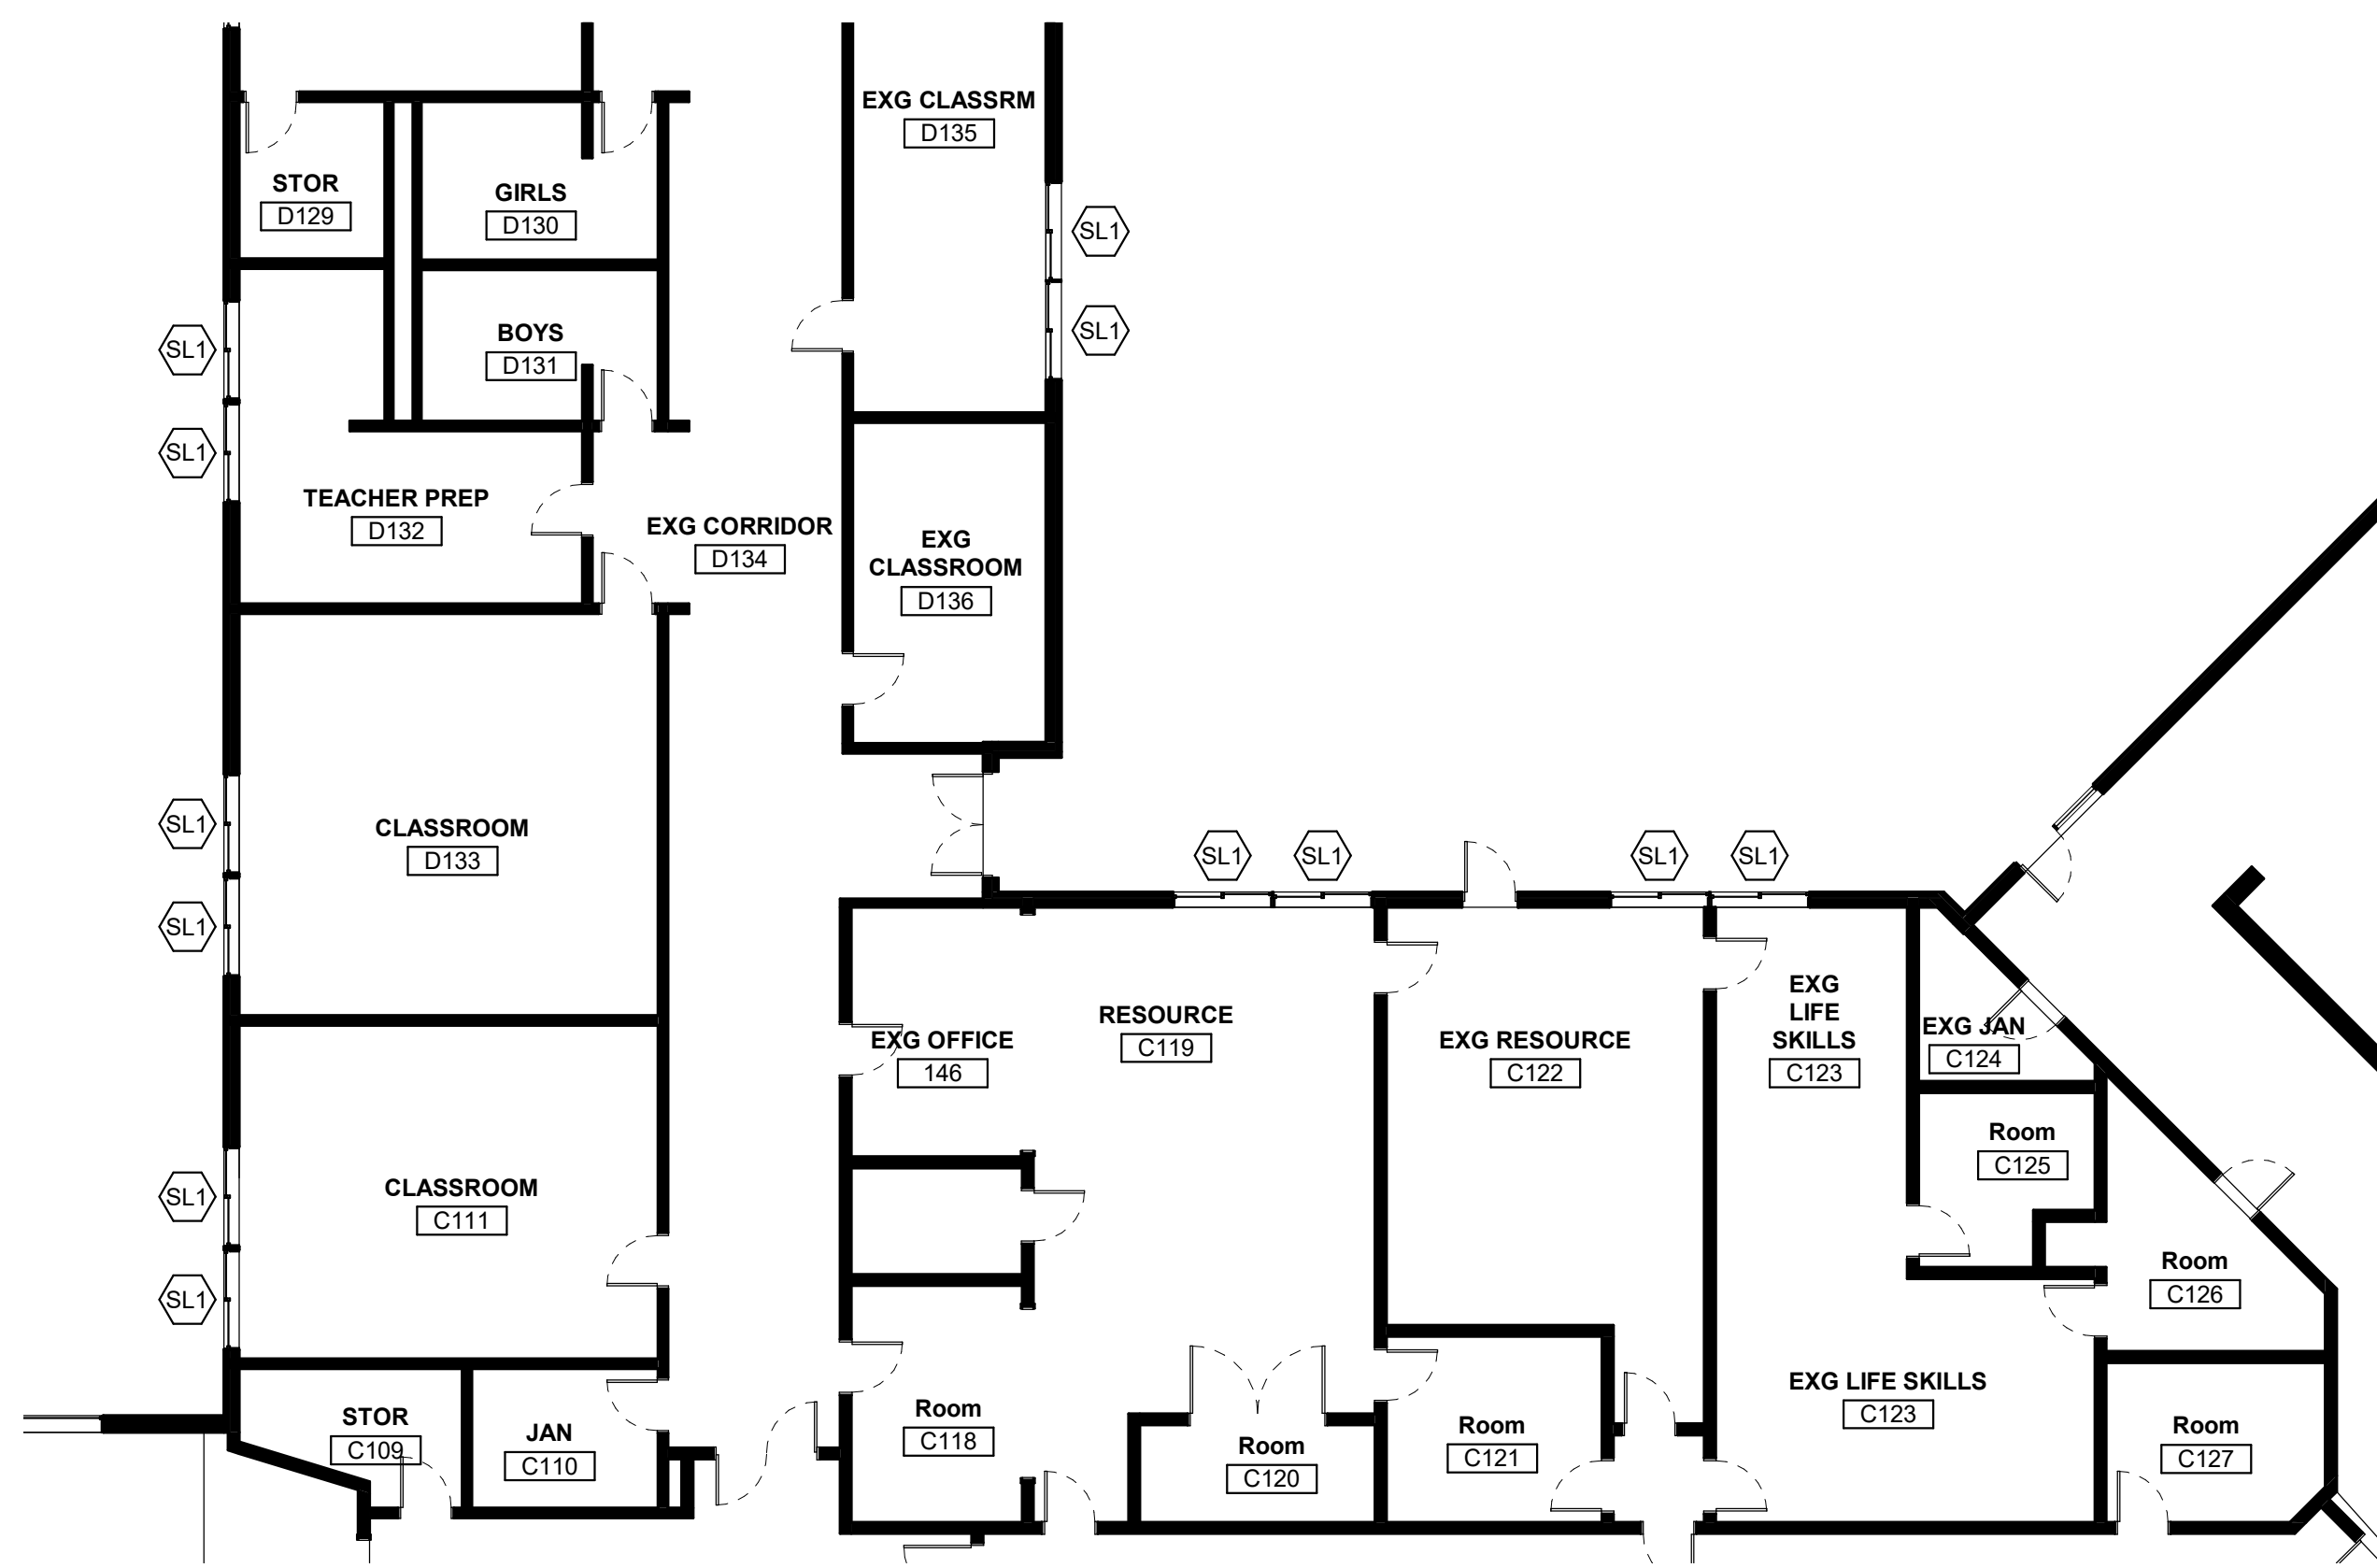 EXG CLASSRM
D135
STOR
D129
GIRLS
D130
SL1
SL1
BOYS
D131
SL1
SL1
TEACHER PREP
D132
EXG CORRIDOR
D134
EXG
CLASSROOM
D136
SL1
CLASSROOM
D133
SL1
SL1
SL1
SL1
SL1
EXG OFFICE
146
RESOURCE
C119
EXG RESOURCE
C122
EXG
LIFE
SKILLS
C123
EXG JAN
C124
Room
C125
CLASSROOM
C111
SL1
SL1
Room
C126
STOR
C109
JAN
C110
Room
C118
Room
C120
Room
C121
EXG LIFE SKILLS
C123
Room
C127